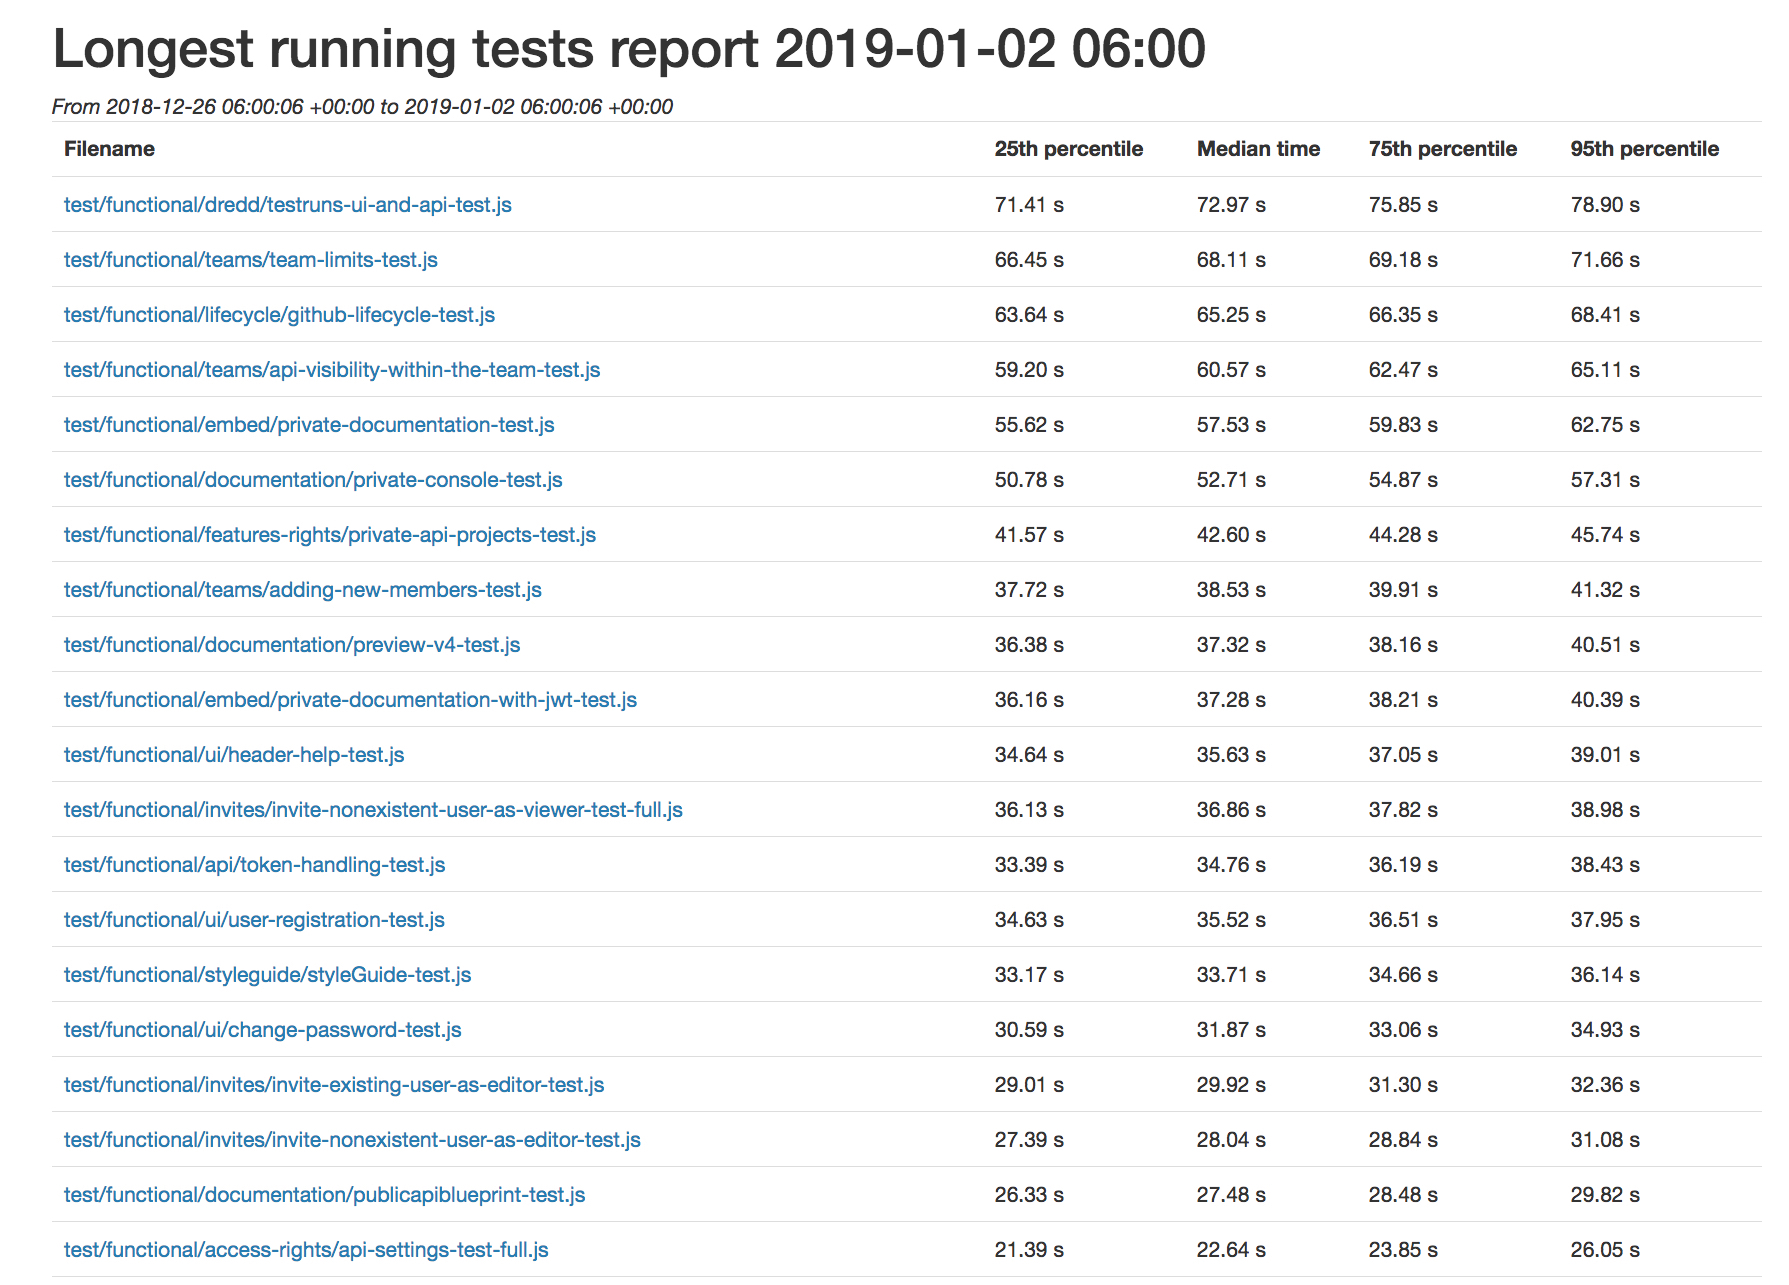 Longest running tests report 2019-01-02 06:00
From 2018-12-26 06:00:06 +00:00 to 2019-01-02 06:00:06 +00:00
Filename 25th percentile Median time 75th percentile 95th percentile
test/functional/dredd/testruns-ui-and-api-test.js 71.41 s 72.97 s 75.85 s 78.90 s
test/functional/teams/team-limits-test.js 66.45 s 68.11 s 69.18 s 71.66 s
test/functional/lifecycle/github-lifecycle-test.js 63.64 s 65.25 s 66.35 s 68.41 s
test/functional/teams/api-visibility-within-the-team-test.js 59.20 s 60.57 s 62.47 s 65.11 s
test/functional/embed/private-documentation-test.js 55.62 s 57.53 s 59.83 s 62.75 s
test/functional/documentation/private-console-test.js 50.78 s 52.71 s 54.87 s 57.31 s
test/functional/features-rights/private-api-projects-test.js 41.57 s 42.60 s 44.28 s 45.74 s
test/functional/teams/adding-new-members-test.js 37.72 s 38.53 s 39.91 s 41.32 s
test/functional/documentation/preview-v4-test.js 36.38 s 37.32 s 38.16 s 40.51 s
test/functional/embed/private-documentation-with-jwt-test.js 36.16 s 37.28 s 38.21 s 40.39 s
test/functional/ui/header-help-test.js 34.64 s 35.63 s 37.05 s 39.01 s
test/functional/invites/invite-nonexistent-user-as-viewer-test-full.js 36.13 s 36.86 s 37.82 s 38.98 s
test/functional/api/token-handling-test.js 33.39 s 34.76 s 36.19 s 38.43 s
test/functional/ui/user-registration-test.js 34.63 s 35.52 s 36.51 s 37.95 s
test/functional/styleguide/styleGuide-test.js 33.17 s 33.71 s 34.66 s 36.14 s
test/functional/ui/change-password-test.js 30.59 s 31.87 s 33.06 s 34.93 s
test/functional/invites/invite-existing-user-as-editor-test.js 29.01 s 29.92 s 31.30 s 32.36 s
test/functional/invites/invite-nonexistent-user-as-editor-test.js 27.39 s 28.04 s 28.84 s 31.08 s
test/functional/documentation/publicapiblueprint-test.js 26.33 s 27.48 s 28.48 s 29.82 s
test/functional/access-rights/api-settings-test-full.js 21.39 s 22.64 s 23.85 s 26.05 s